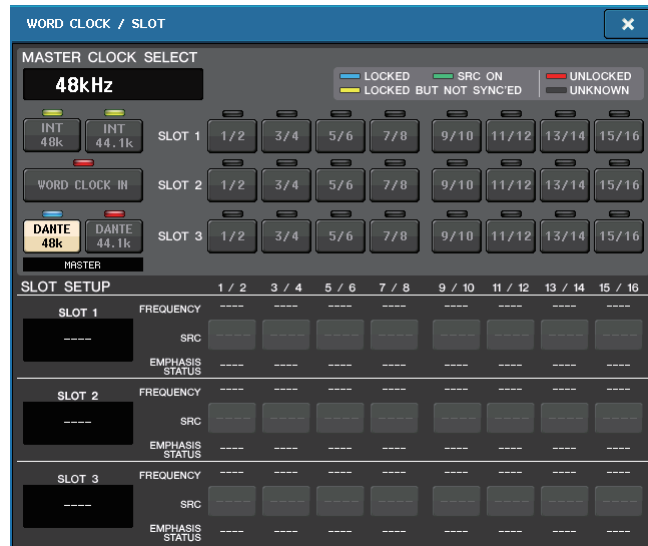 WORD CLOCK / SLOT
×
MASTER CLOCK SELECT
48kHz
LOCKED SRC ON UNLOCKED
LOCKED BUT NOT SYNC'ED UNKNOWN
INT 48k INT 44.1k SLOT 1 1/2 3/4 5/6 7/8 9/10 11/12 13/14 15/16
WORD CLOCK IN SLOT 2 1/2 3/4 5/6 7/8 9/10 11/12 13/14 15/16
DANTE 48k DANTE 44.1k SLOT 3 1/2 3/4 5/6 7/8 9/10 11/12 13/14 15/16
MASTER
SLOT SETUP 1 / 2 3 / 4 5 / 6 7 / 8 9 / 10 11 / 12 13 / 14 15 / 16
SLOT 1 FREQUENCY ---- ---- ---- ---- ---- ---- ---- ----
---- SRC ---- ---- ---- ---- ---- ---- ---- ----
EMPHASIS STATUS ---- ---- ---- ---- ---- ---- ---- ----
SLOT 2 FREQUENCY ---- ---- ---- ---- ---- ---- ---- ----
---- SRC ---- ---- ---- ---- ---- ---- ---- ----
EMPHASIS STATUS ---- ---- ---- ---- ---- ---- ---- ----
SLOT 3 FREQUENCY ---- ---- ---- ---- ---- ---- ---- ----
---- SRC ---- ---- ---- ---- ---- ---- ---- ----
EMPHASIS STATUS ---- ---- ---- ---- ---- ---- ---- ----